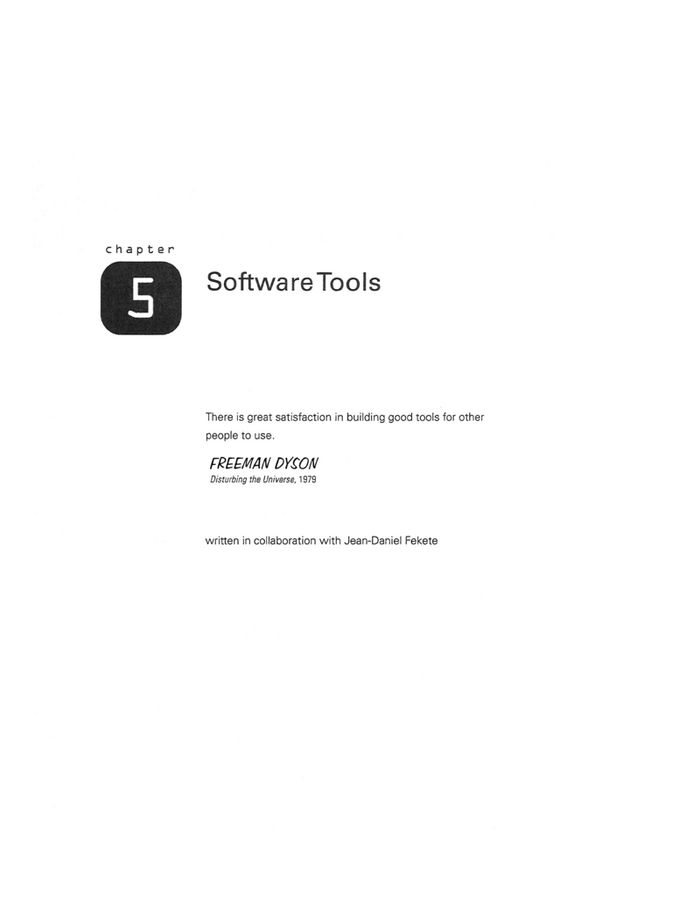 chapter
5
Software Tools
There is great satisfaction in building good tools for other
people to use.
FREEMAN DYSON
Disturbing the Universe, 1979
written in collaboration with Jean-Daniel Fekete